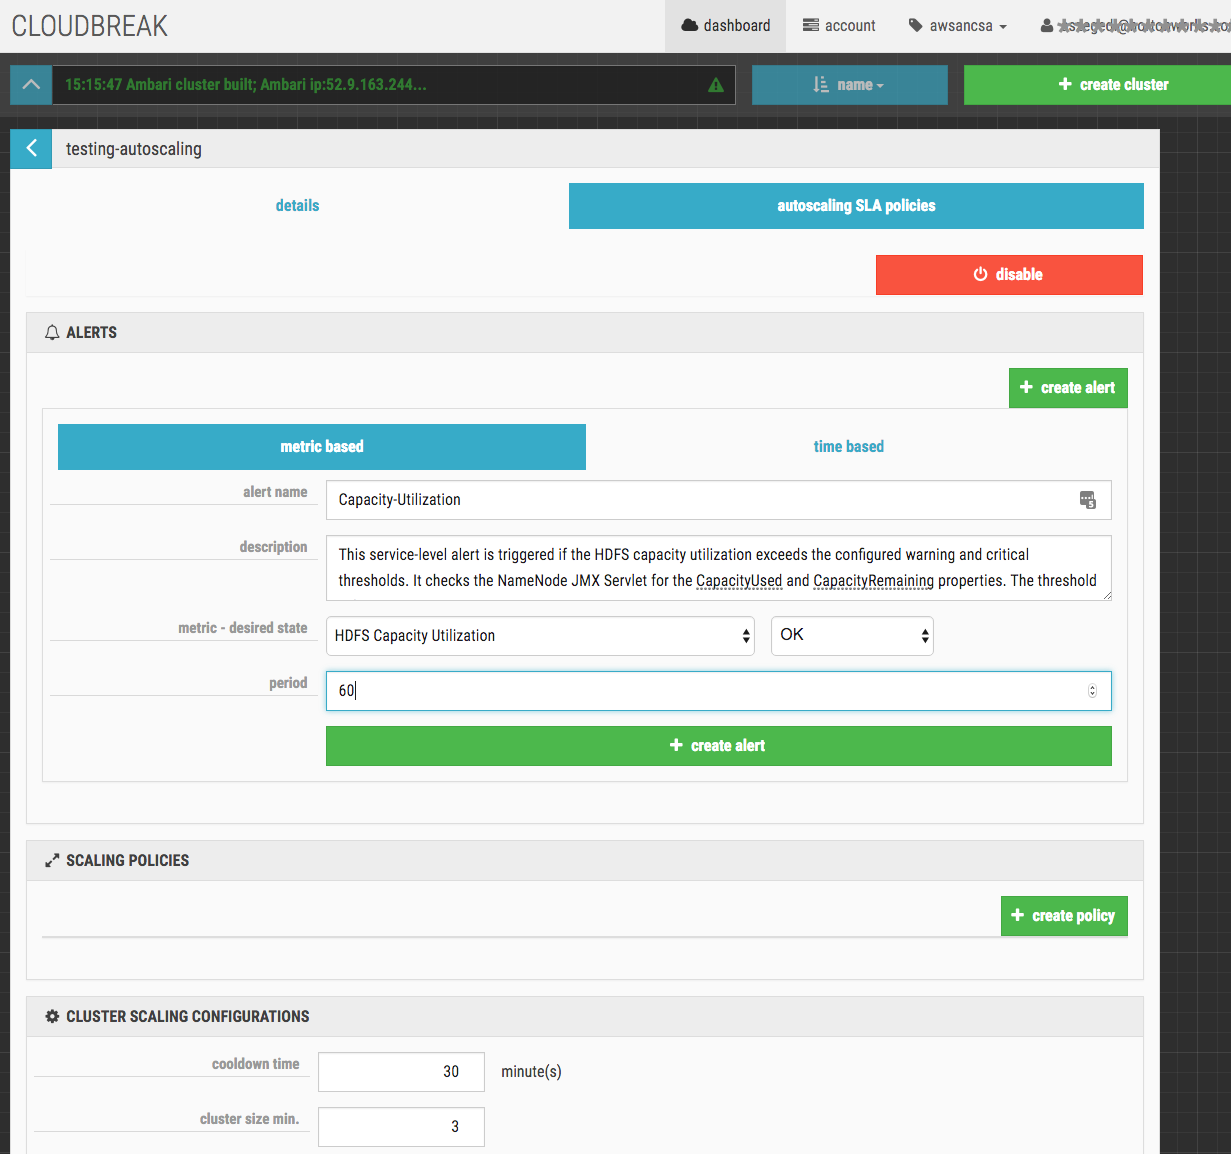 CLOUDBREAK
dashboard
account
awsancsa
15:15:47 Ambari cluster built; Ambari ip:52.9.163.244...
name
create cluster
testing-autoscaling
details
autoscaling SLA policies
disable
ALERTS
create alert
metric based
time based
alert name
Capacity-Utilization
description
This service-level alert is triggered if the HDFS capacity utilization exceeds the configured warning and critical
thresholds. It checks the NameNode JMX Servlet for the CapacityUsed and CapacityRemaining properties. The threshold
metric - desired state
HDFS Capacity Utilization
OK
period
60
create alert
SCALING POLICIES
create policy
CLUSTER SCALING CONFIGURATIONS
cooldown time
30
minute(s)
cluster size min.
3